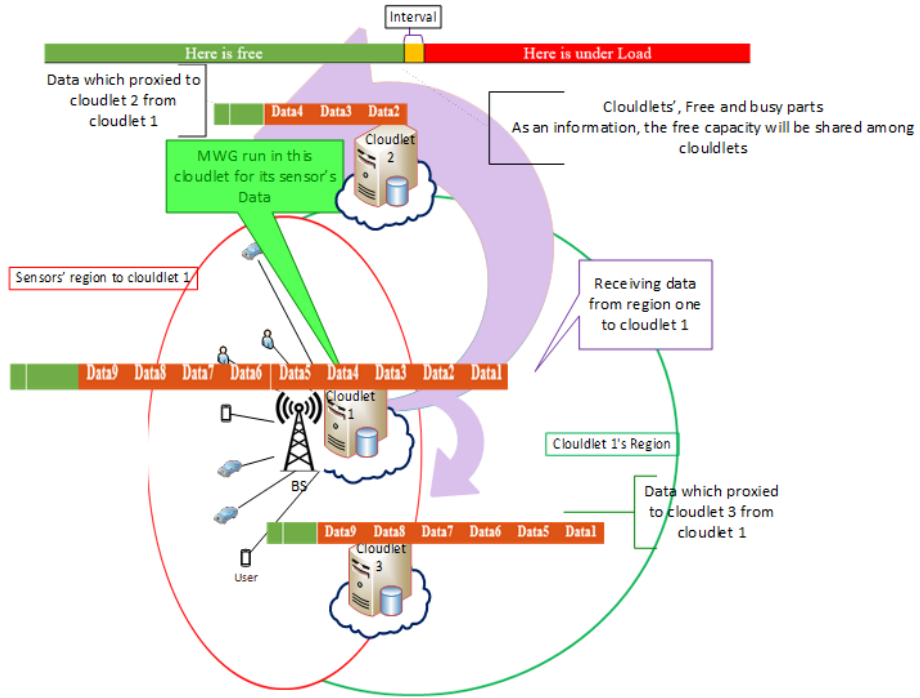 Interval
Here is free
Here is under Load
Data which proxied to
cloudlet 2 from
cloudlet 1
Data4 Data3 Data2
Clouldlets', Free and busy parts
As an information, the free capacity will be shared among
clouldlets
Cloudlet
2
MWG run in this
cloudlet for its sensor's
Data
Sensors' region to clouldlet 1
Receiving data
from region one
to cloudlet 1
Data9 Data8 Data7 Data6 Data5 Data4 Data3 Data2 Data1
Cloudlet
1
Clouldlet 1's Region
BS
Data which proxied
to cloudlet 3 from
cloudlet 1
Data9 Data8 Data7 Data6 Data5 Data1
Cloudlet
3
User